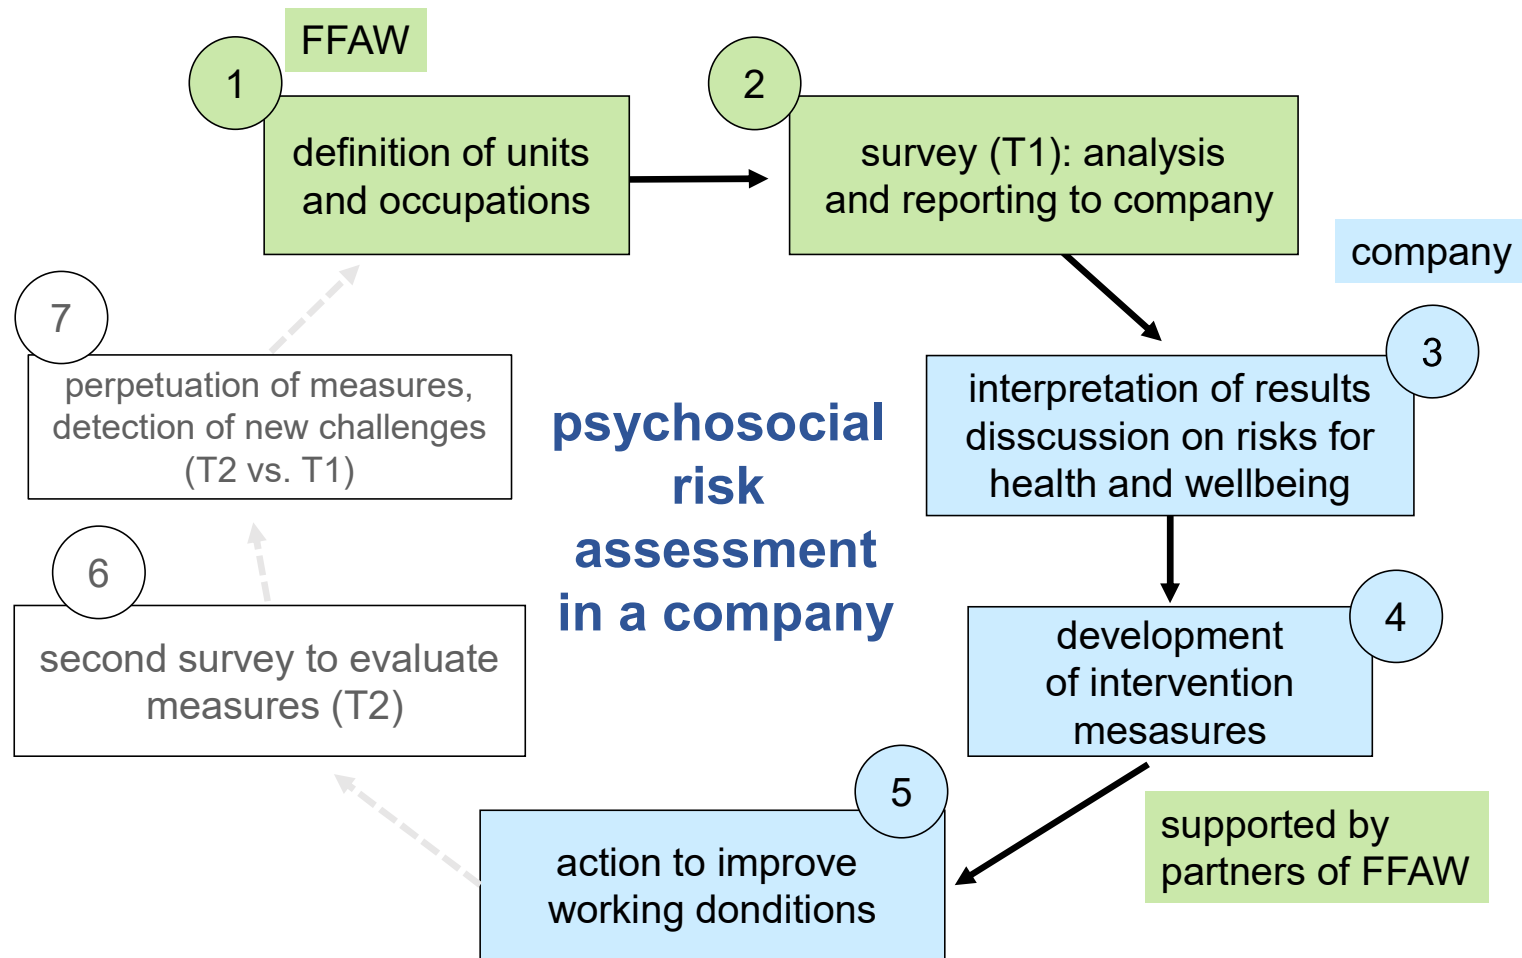 FFAW
1
definition of units
and occupations
2
survey (T1): analysis
and reporting to company
company
3
interpretation of results
disscussion on risks for
health and wellbeing
4
development
of intervention
mesasures
supported by
partners of FFAW
5
action to improve
working donditions
6
second survey to evaluate
measures (T2)
7
perpetuation of measures,
detection of new challenges
(T2 vs. T1)
psychosocial
risk
assessment
in a company